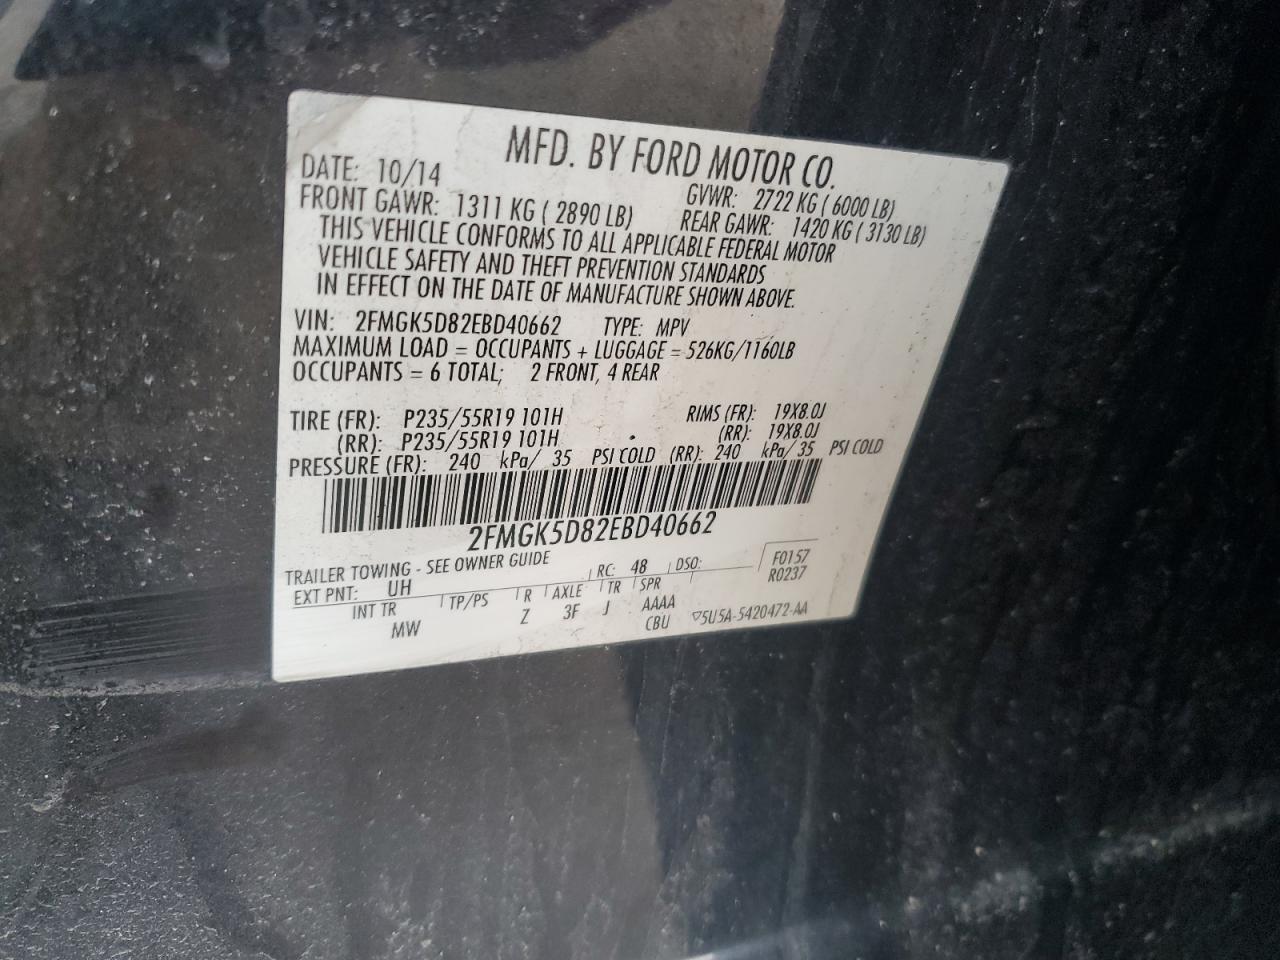 MFD. BY FORD MOTOR CO.
DATE: 10/14 GVWR: 2722 KG ( 6000 LB)
FRONT GAWR: 1311 KG ( 2890 LB) REAR GAWR: 1420 KG ( 3130 LB)
THIS VEHICLE CONFORMS TO ALL APPLICABLE FEDERAL MOTOR
VEHICLE SAFETY AND THEFT PREVENTION STANDARDS
IN EFFECT ON THE DATE OF MANUFACTURE SHOWN ABOVE.
VIN: 2FMGK5D82EBD40662 TYPE: MPV
MAXIMUM LOAD = OCCUPANTS + LUGGAGE = 526KG/1160LB
OCCUPANTS = 6 TOTAL; 2 FRONT, 4 REAR
TIRE (FR): P235/55R19 101H RIMS (FR): 19X8.0J
(RR): P235/55R19 101H (RR): 19X8.0J
PRESSURE (FR): 240 kPa/ 35 PSI COLD (RR): 240 kPa/ 35 PSI COLD
2FMGK5D82EBD40662
TRAILER TOWING - SEE OWNER GUIDE
EXT PNT: UH RC: 48 DSO: F0157
R0237
INT TR TP/PS R AXLE TR SPR
MW Z 3F J AAAA
CBU ▽5U5A-5420472-AA